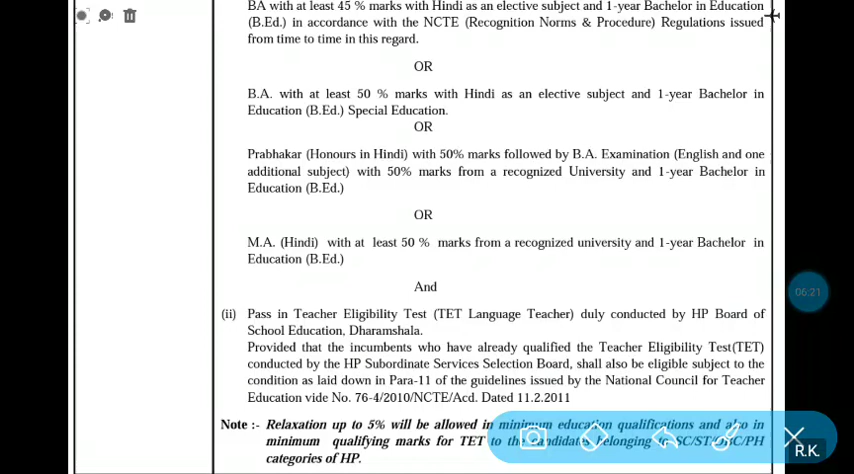 BA with at least 45 % marks with Hindi as an elective subject and 1-year Bachelor in Education
(B.Ed.) in accordance with the NCTE (Recognition Norms & Procedure) Regulations issued
from time to time in this regard.
OR
B.A. with at least 50 % marks with Hindi as an elective subject and 1-year Bachelor in
Education (B.Ed.) Special Education.
OR
Prabhakar (Honours in Hindi) with 50% marks followed by B.A. Examination (English and one
additional subject) with 50% marks from a recognized University and 1-year Bachelor in
Education (B.Ed.)
OR
M.A. (Hindi) with at least 50 % marks from a recognized university and 1-year Bachelor in
Education (B.Ed.)
And
(ii) Pass in Teacher Eligibility Test (TET Language Teacher) duly conducted by HP Board of
School Education, Dharamshala.
Provided that the incumbents who have already qualified the Teacher Eligibility Test(TET)
conducted by the HP Subordinate Services Selection Board, shall also be eligible subject to the
condition as laid down in Para-11 of the guidelines issued by the National Council for Teacher
Education vide No. 76-4/2010/NCTE/Acd. Dated 11.2.2011
06:21
Note :- Relaxation up to 5% will be allowed in minimum education qualifications and also in
minimum qualifying marks for TET to the candidates belonging to SC/ST/OBC/PH
categories of HP.
R.K.